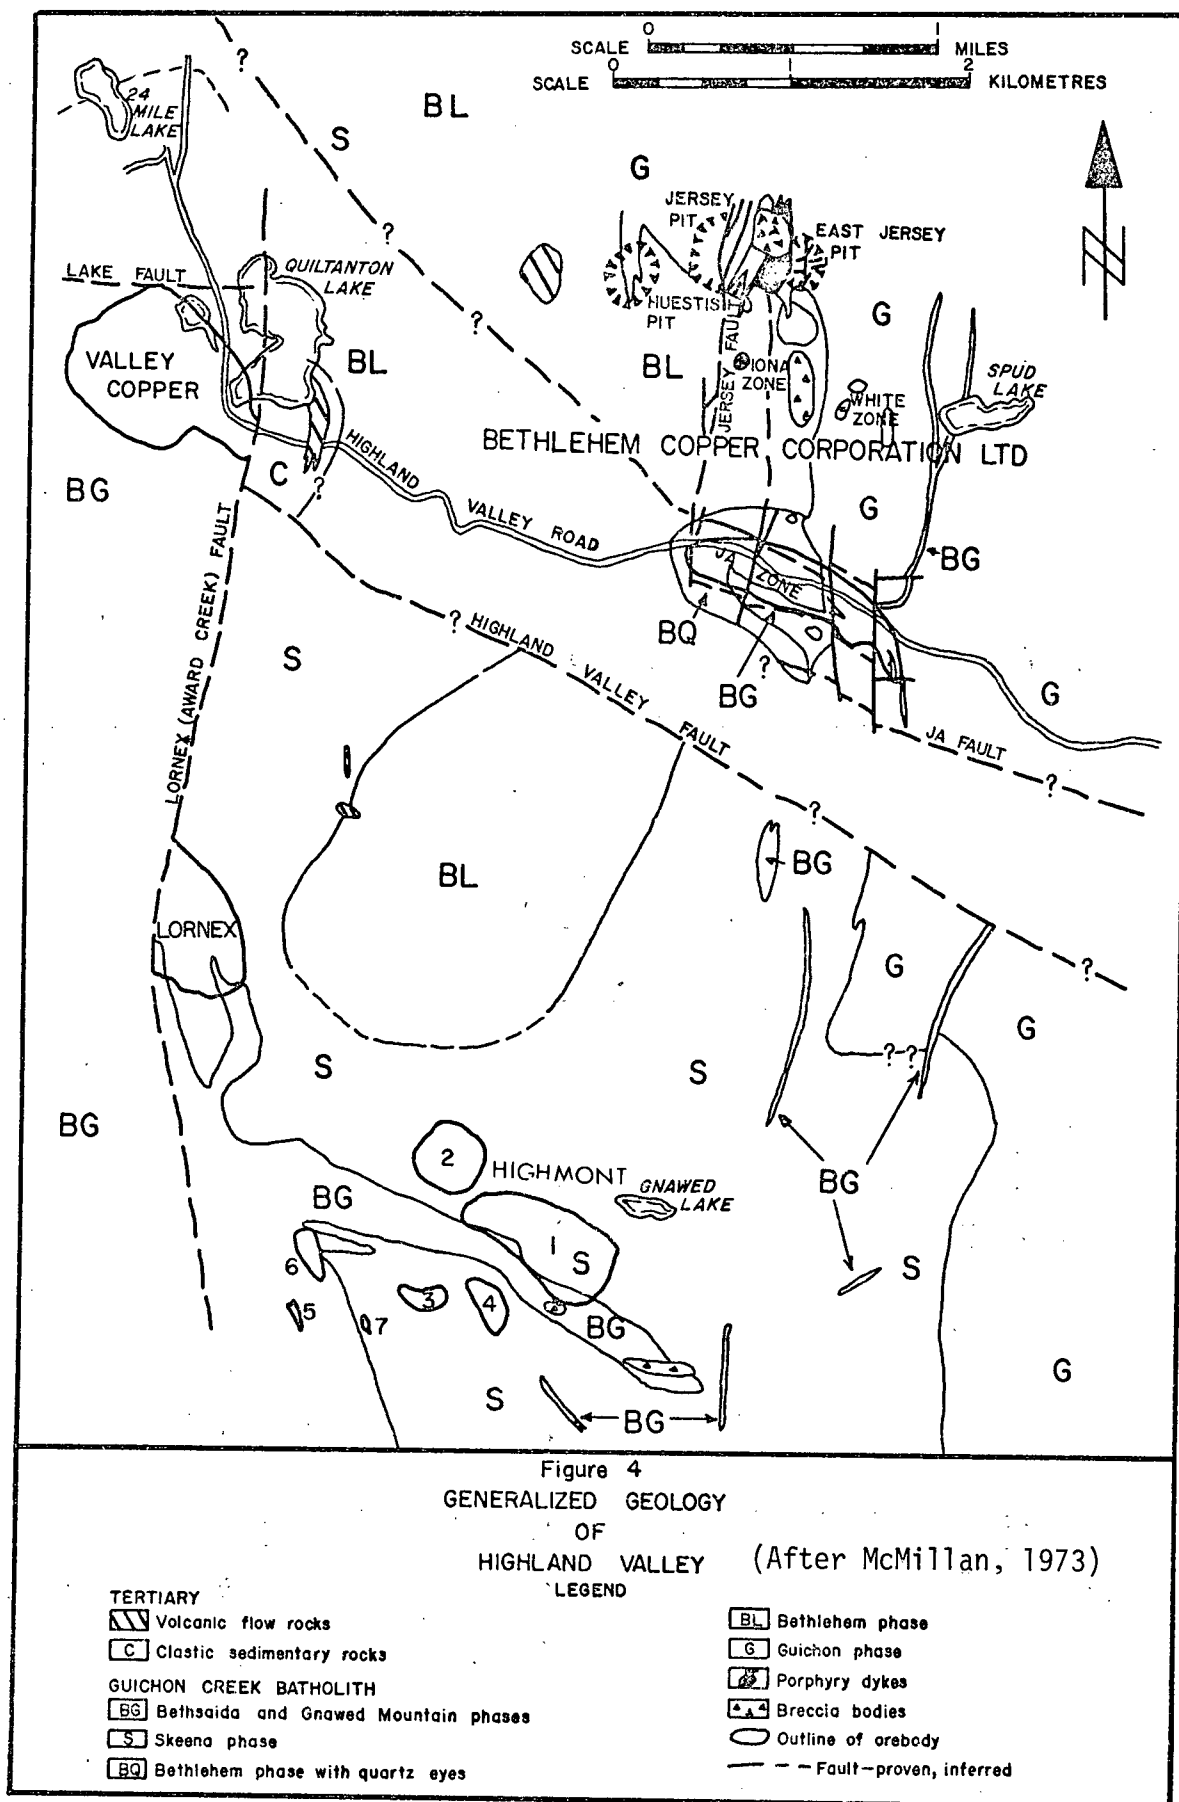 0 1
SCALE MILES
0 1 2
SCALE KILOMETRES
?
24
MILE
LAKE
BL
S
G
N
JERSEY
PIT
EAST JERSEY
PIT
?
LAKE FAULT
QUILTANTON
LAKE
HUESTIS
PIT
G
?
VALLEY
COPPER
BL
BL
JERSEY FAULT
IONA
ZONE
WHITE
ZONE
SPUD
LAKE
HIGHLAND
BETHLEHEM COPPER CORPORATION LTD
BG
C
?
VALLEY ROAD
G
BG
JA ZONE
LORNEX (AWARD CREEK) FAULT
?
HIGHLAND VALLEY FAULT
BQ
BG
?
S
G
JA FAULT
?
?
BG
BL
LORNEX
G
?
G
? ?
S
S
BG
2
HIGHMONT
GNAWED
LAKE
BG
BG
1
S
S
6
5
7
3
4
BG
S
BG
G
Figure 4
GENERALIZED GEOLOGY
OF
HIGHLAND VALLEY (After McMillan, 1973)
LEGEND
TERTIARY
Volcanic flow rocks
C Clastic sedimentary rocks
GUICHON CREEK BATHOLITH
BG Bethsaida and Gnawed Mountain phases
S Skeena phase
BQ Bethlehem phase with quartz eyes
BL Bethlehem phase
G Guichon phase
Porphyry dykes
Breccia bodies
Outline of orebody
Fault-proven, inferred